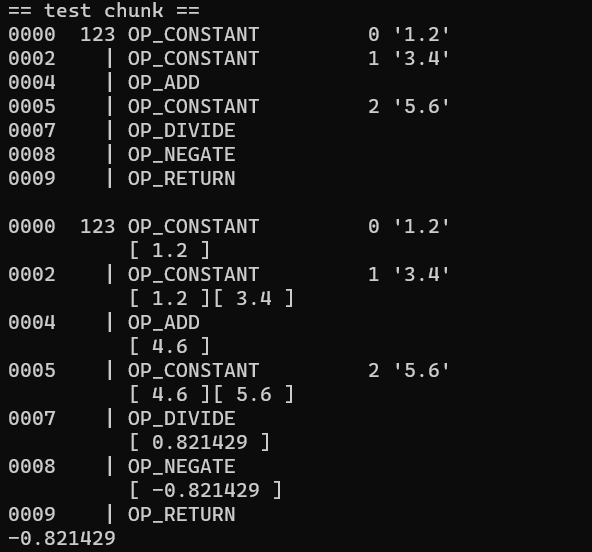 == test chunk ==
0000  123 OP_CONSTANT         0 '1.2'
0002    | OP_CONSTANT         1 '3.4'
0004    | OP_ADD
0005    | OP_CONSTANT         2 '5.6'
0007    | OP_DIVIDE
0008    | OP_NEGATE
0009    | OP_RETURN

0000  123 OP_CONSTANT         0 '1.2'
          [ 1.2 ]
0002    | OP_CONSTANT         1 '3.4'
          [ 1.2 ][ 3.4 ]
0004    | OP_ADD
          [ 4.6 ]
0005    | OP_CONSTANT         2 '5.6'
          [ 4.6 ][ 5.6 ]
0007    | OP_DIVIDE
          [ 0.821429 ]
0008    | OP_NEGATE
          [ -0.821429 ]
0009    | OP_RETURN
-0.821429